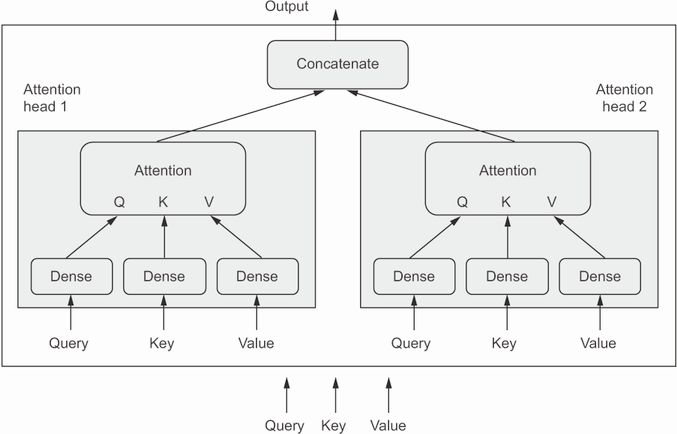 Output
Concatenate
Attention
head 1
Attention
head 2
Attention
Q K V
Attention
Q K V
Dense Dense Dense
Dense Dense Dense
Query Key Value
Query Key Value
Query Key Value